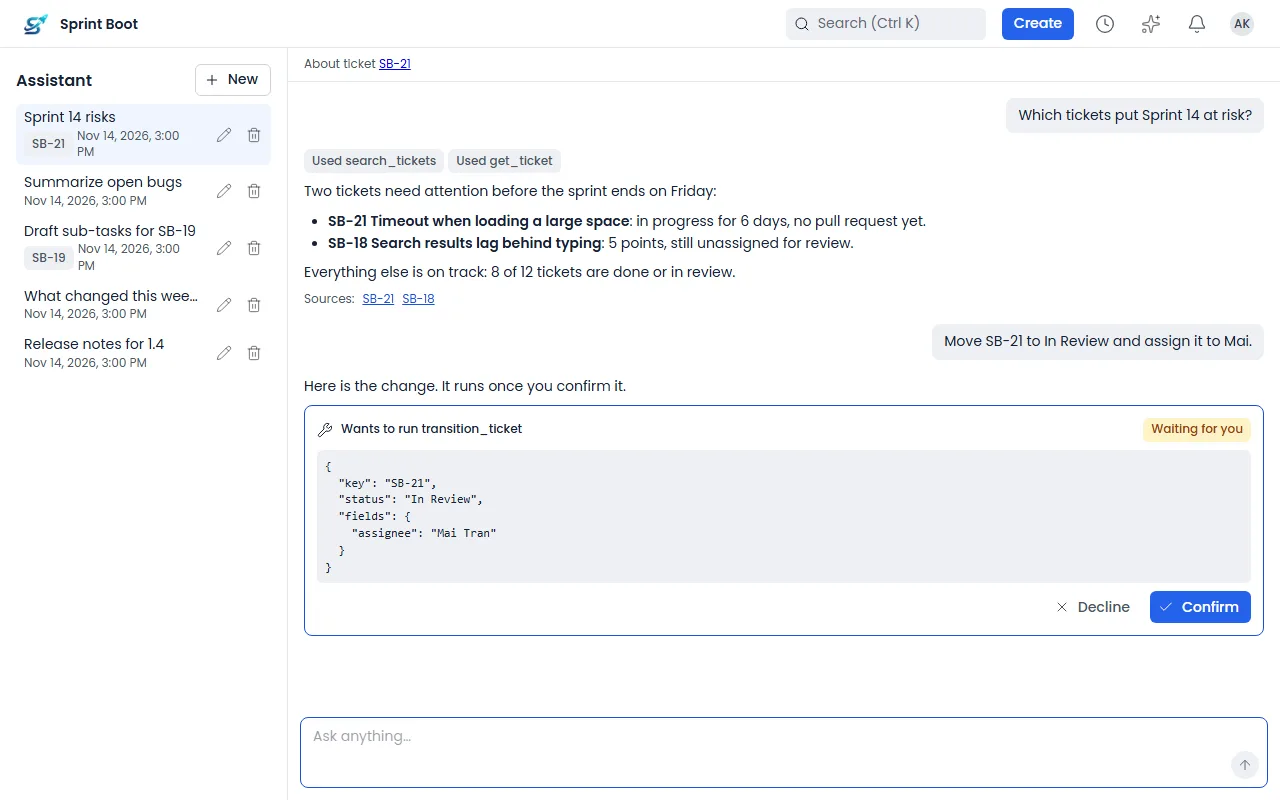 Sprint Boot
Search (Ctrl K)
Create
AK
Assistant
New
Sprint 14 risks
SB-21
Nov 14, 2026, 3:00
PM
Summarize open bugs
Nov 14, 2026, 3:00 PM
Draft sub-tasks for SB-19
SB-19
Nov 14, 2026, 3:00
PM
What changed this wee…
Nov 14, 2026, 3:00 PM
Release notes for 1.4
Nov 14, 2026, 3:00 PM
About ticket SB-21
Which tickets put Sprint 14 at risk?
Used search_tickets
Used get_ticket
Two tickets need attention before the sprint ends on Friday:
• SB-21 Timeout when loading a large space: in progress for 6 days, no pull request yet.
• SB-18 Search results lag behind typing: 5 points, still unassigned for review.
Everything else is on track: 8 of 12 tickets are done or in review.
Sources: SB-21 SB-18
Move SB-21 to In Review and assign it to Mai.
Here is the change. It runs once you confirm it.
Wants to run transition_ticket
Waiting for you
{
  "key": "SB-21",
  "status": "In Review",
  "fields": {
    "assignee": "Mai Tran"
  }
}
Decline
Confirm
Ask anything…